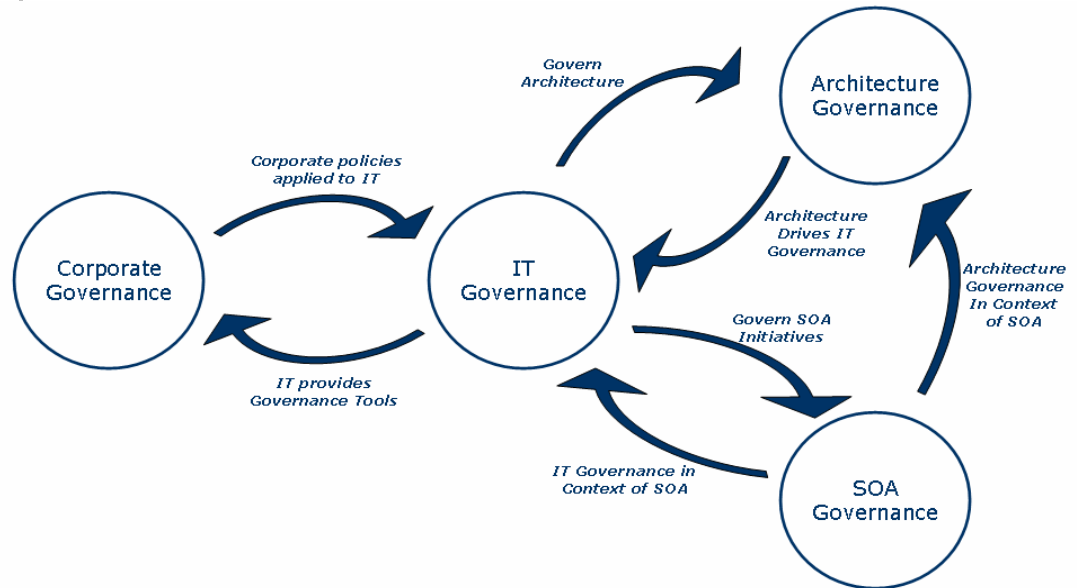 Govern
Architecture
Architecture
Governance
Corporate policies
applied to IT
Corporate
Governance
IT
Governance
Architecture
Drives IT
Governance
Architecture
Governance
In Context
of SOA
Govern SOA
Initiatives
IT provides
Governance Tools
IT Governance in
Context of SOA
SOA
Governance